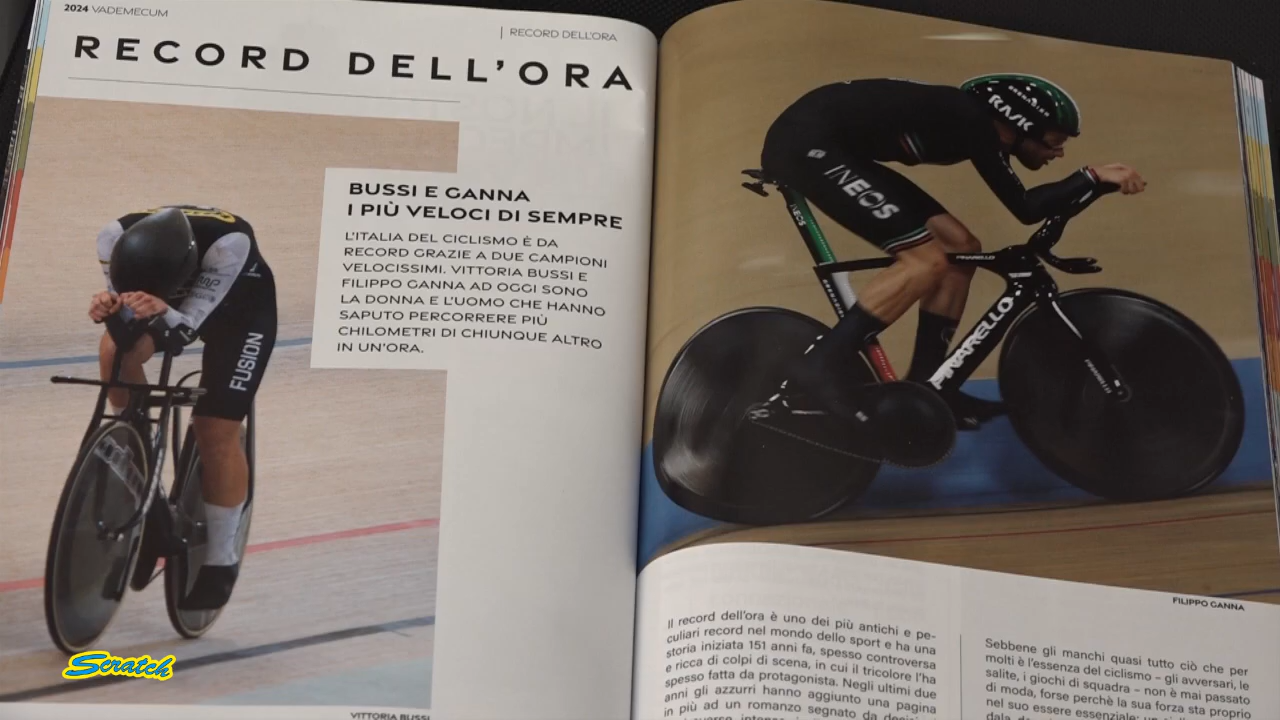 2024 VADEMECUM
| RECORD DELL'ORA
RECORD DELL'ORA
BUSSI E GANNA
I PIÙ VELOCI DI SEMPRE
L'ITALIA DEL CICLISMO È DA
RECORD GRAZIE A DUE CAMPIONI
VELOCISSIMI. VITTORIA BUSSI E
FILIPPO GANNA AD OGGI SONO
LA DONNA E L'UOMO CHE HANNO
SAPUTO PERCORRERE PIÙ
CHILOMETRI DI CHIUNQUE ALTRO
IN UN'ORA.
FUSION
Scratch
VITTORIA BUSSI
KASK
INEOS
INEOS
PINARELLO
PINARELLO
FILIPPO GANNA
Il record dell'ora è uno dei più antichi e pe-
culiari record nel mondo dello sport e ha una
storia iniziata 151 anni fa, spesso controversa
e ricca di colpi di scena, in cui il tricolore l'ha
spesso fatta da protagonista. Negli ultimi due
anni gli azzurri hanno aggiunto una pagina
in più ad un romanzo segnato da
Sebbene gli manchi quasi tutto ciò che per
molti è l'essenza del ciclismo – gli avversari, le
salite, i giochi di squadra – non è mai passato
di moda, forse perchè la sua forza sta proprio
nel suo essere essenziale: